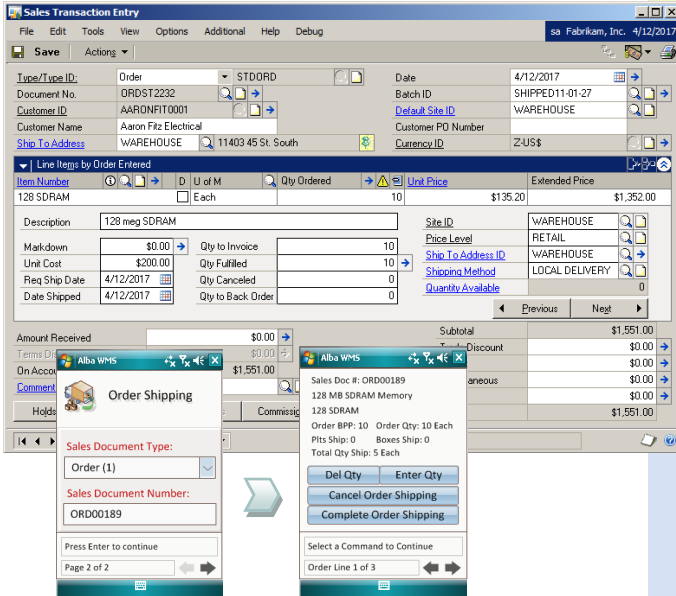 Sales Transaction Entry
File Edit Tools View Options Additional Help Debug sa Fabrikam, Inc. 4/12/2017
Save Actions
Type/Type ID: Order STDORD Date 4/12/2017
Document No. ORDST2232 Batch ID SHIPPED11-01-27
Customer ID AARONFIT0001 Default Site ID WAREHOUSE
Customer Name Aaron Fitz Electrical Customer PO Number
Ship To Address WAREHOUSE 11403 45 St. South Currency ID Z-US$
Line Items by Order Entered
Item Number D U of M Qty Ordered Unit Price Extended Price
128 SDRAM Each 10 $135.20 $1,352.00
Description 128 meg SDRAM Site ID WAREHOUSE
Price Level RETAIL
Markdown $0.00 Qty to Invoice 10 Ship To Address ID WAREHOUSE
Unit Cost $200.00 Qty Fulfilled 10 Shipping Method LOCAL DELIVERY
Req Ship Date 4/12/2017 Qty Canceled 0 Quantity Available 0
Date Shipped 4/12/2017 Qty to Back Order 0
Previous Next
Subtotal $1,551.00
Amount Received $0.00 Discount $0.00
Terms $0.00 $0.00
On Accou $1,551.00 aneous $0.00
Comment $0.00
Holds Commissi $1,551.00
Alba WMS
Order Shipping
Sales Document Type:
Order (1)
Sales Document Number:
ORD00189
Press Enter to continue
Page 2 of 2
Alba WMS
Sales Doc #: ORD00189
128 MB SDRAM Memory
128 SDRAM
Order BPP: 10 Order Qty: 10 Each
Plts Ship: 0 Boxes Ship: 0
Total Qty Ship: 5 Each
Del Qty Enter Qty
Cancel Order Shipping
Complete Order Shipping
Select a Command to Continue
Order Line 1 of 3